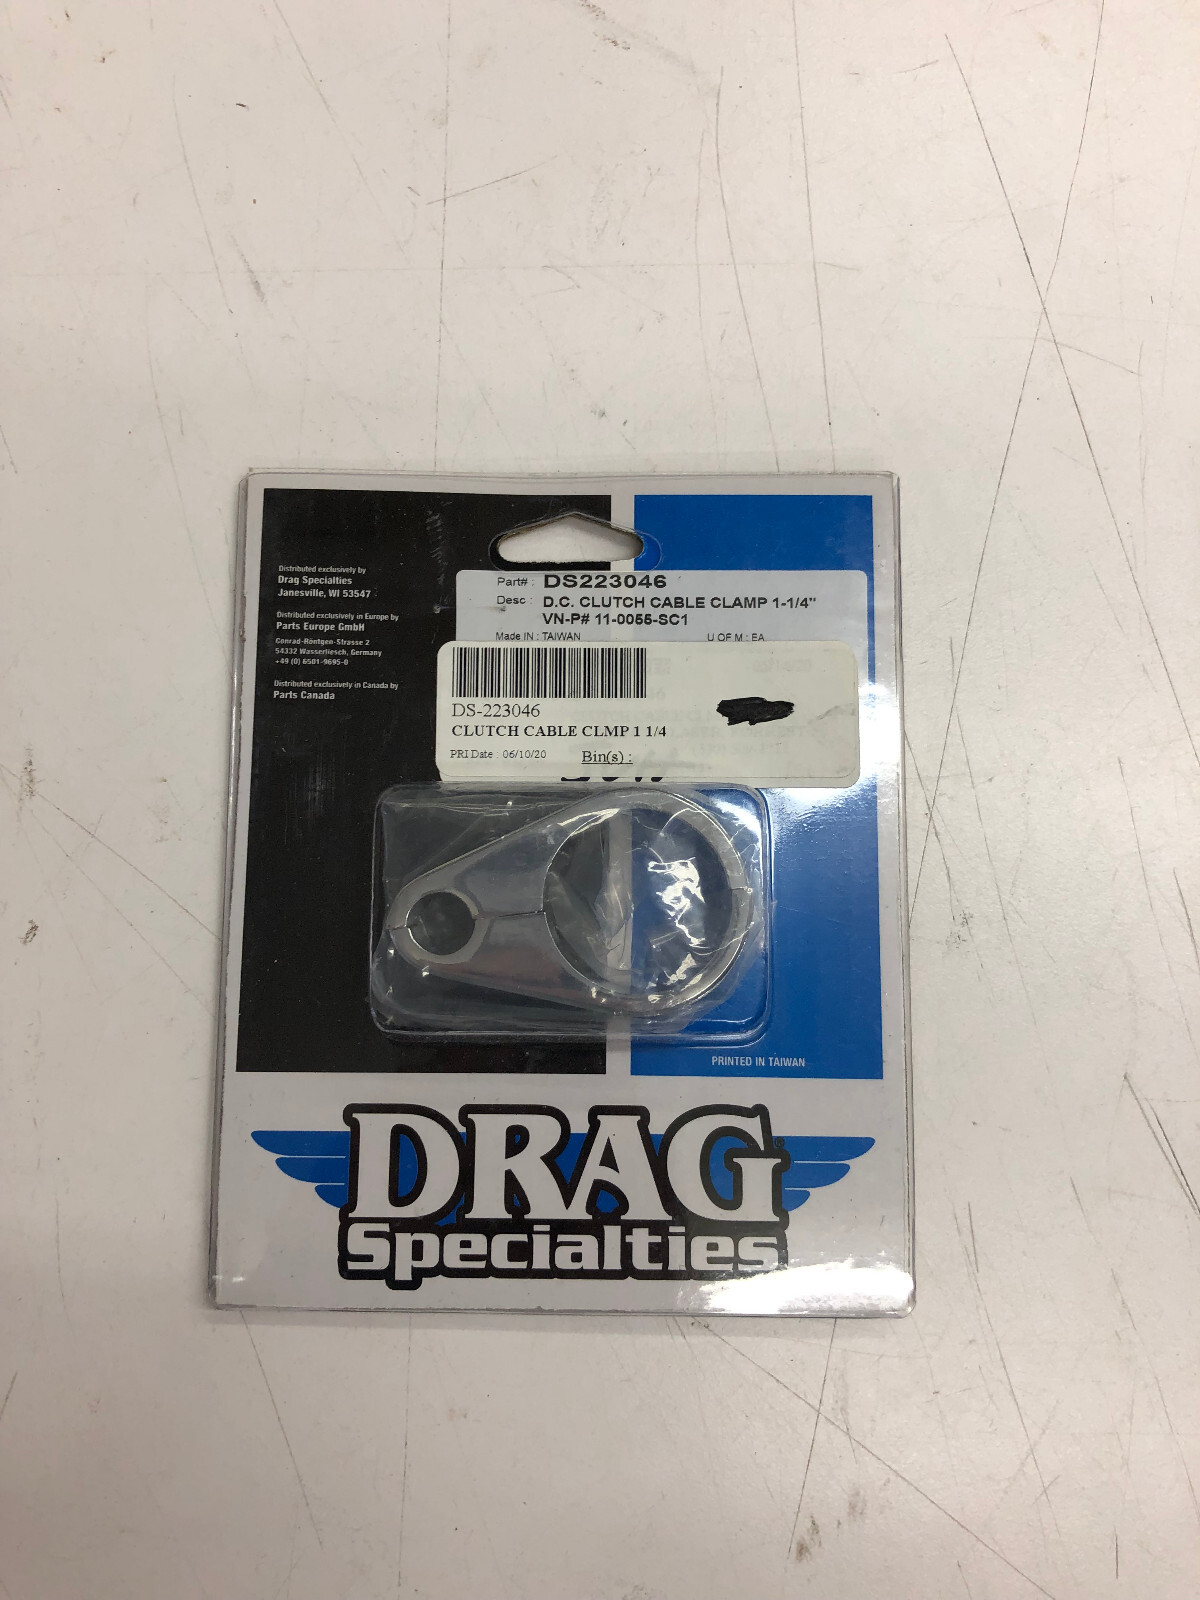 Distributed exclusively by
Drag Specialties
Janesville, WI 53547
Distributed exclusively in Europe by
Parts Europe GmbH
Conrad-Röntgen-Strasse 2
54332 Wasserliesch, Germany
+49 (0) 6501-9695-0
Distributed exclusively in Canada by
Parts Canada
Part# : DS223046
Desc : D.C. CLUTCH CABLE CLAMP 1-1/4"
VN-P# 11-0055-SC1
Made IN : TAIWAN U OF M : EA
DS-223046
CLUTCH CABLE CLMP 1 1/4
PRI Date : 06/10/20 Bin(s) :
PRINTED IN TAIWAN
DRAG®
Specialties